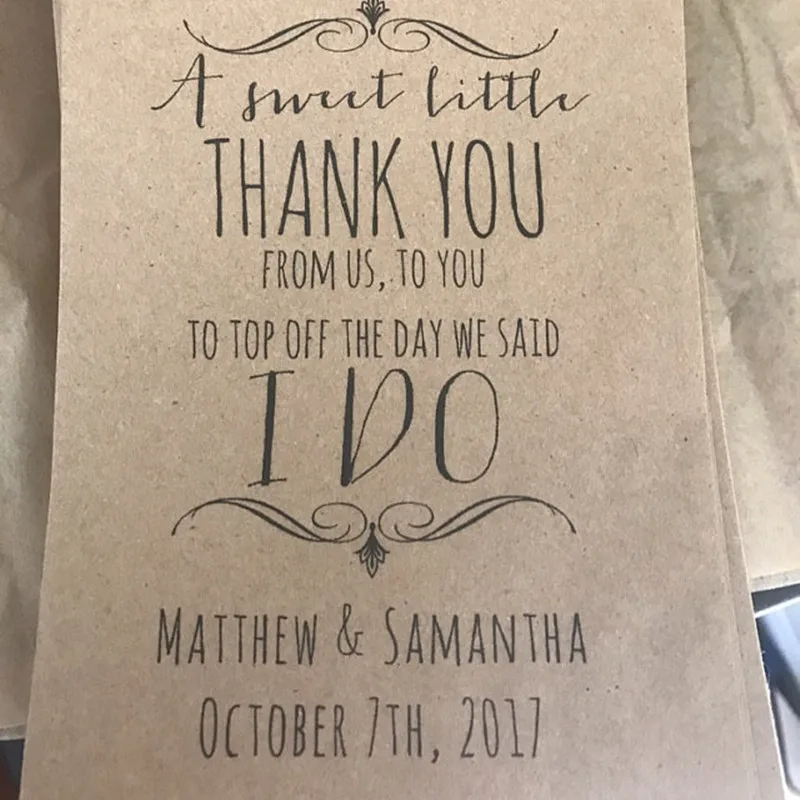 A sweet little
THANK YOU
FROM US, TO YOU
TO TOP OFF THE DAY WE SAID
I DO
MATTHEW & SAMANTHA
OCTOBER 7TH, 2017